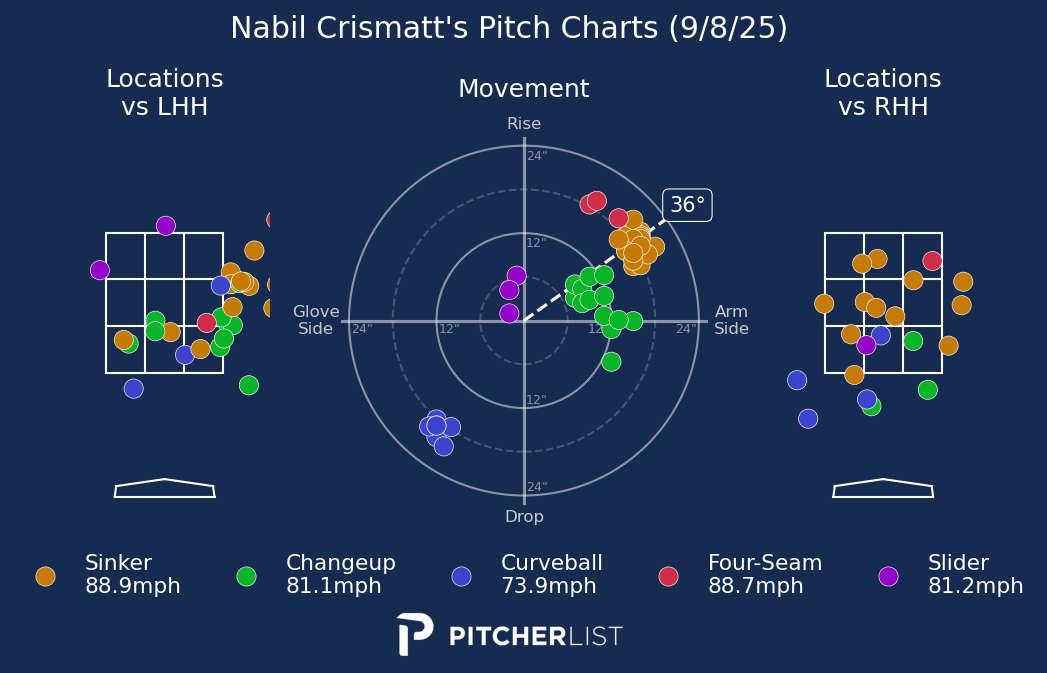 Nabil Crismatt's Pitch Charts (9/8/25)
Locations
vs LHH
Movement
Locations
vs RHH
Rise
24"
12"
36°
Glove
Side
24"
12"
12"
24"
Arm
Side
12"
24"
Drop
Sinker
88.9mph
Changeup
81.1mph
Curveball
73.9mph
Four-Seam
88.7mph
Slider
81.2mph
PITCHERLIST